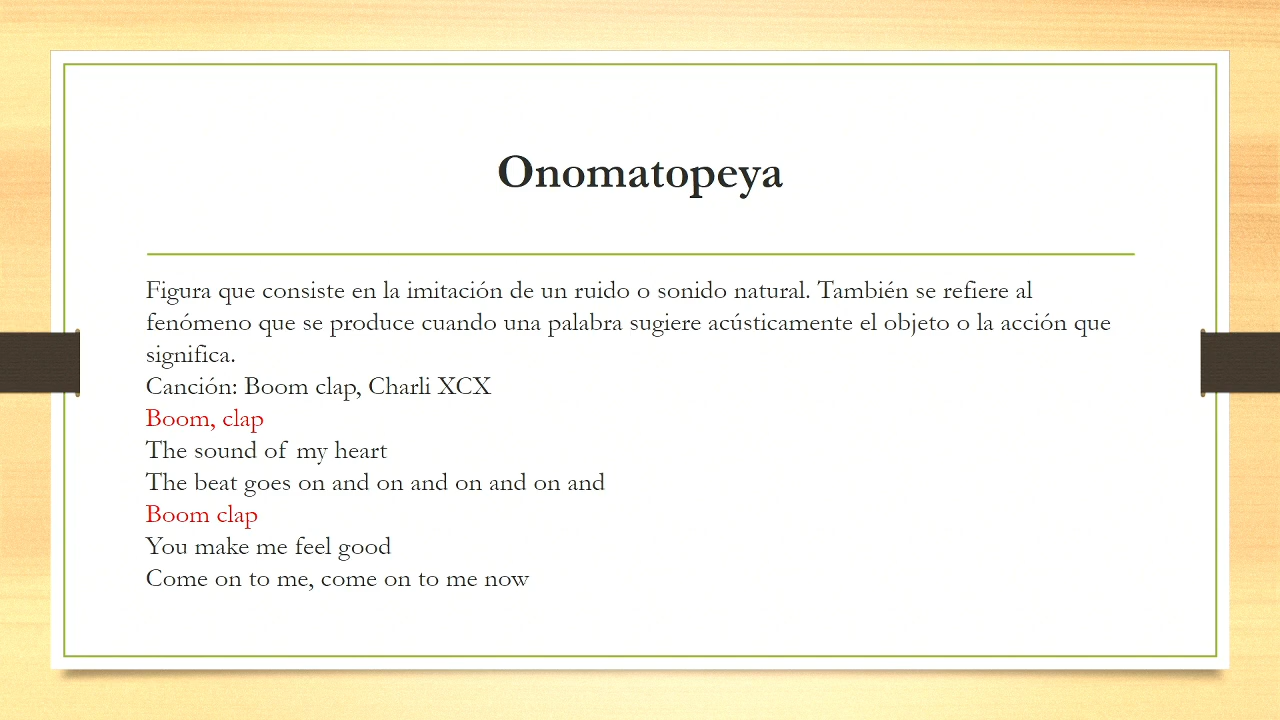 Onomatopeya
Figura que consiste en la imitación de un ruido o sonido natural. También se refiere al
fenómeno que se produce cuando una palabra sugiere acústicamente el objeto o la acción que
significa.
Canción: Boom clap, Charli XCX
Boom, clap
The sound of my heart
The beat goes on and on and on and on and
Boom clap
You make me feel good
Come on to me, come on to me now